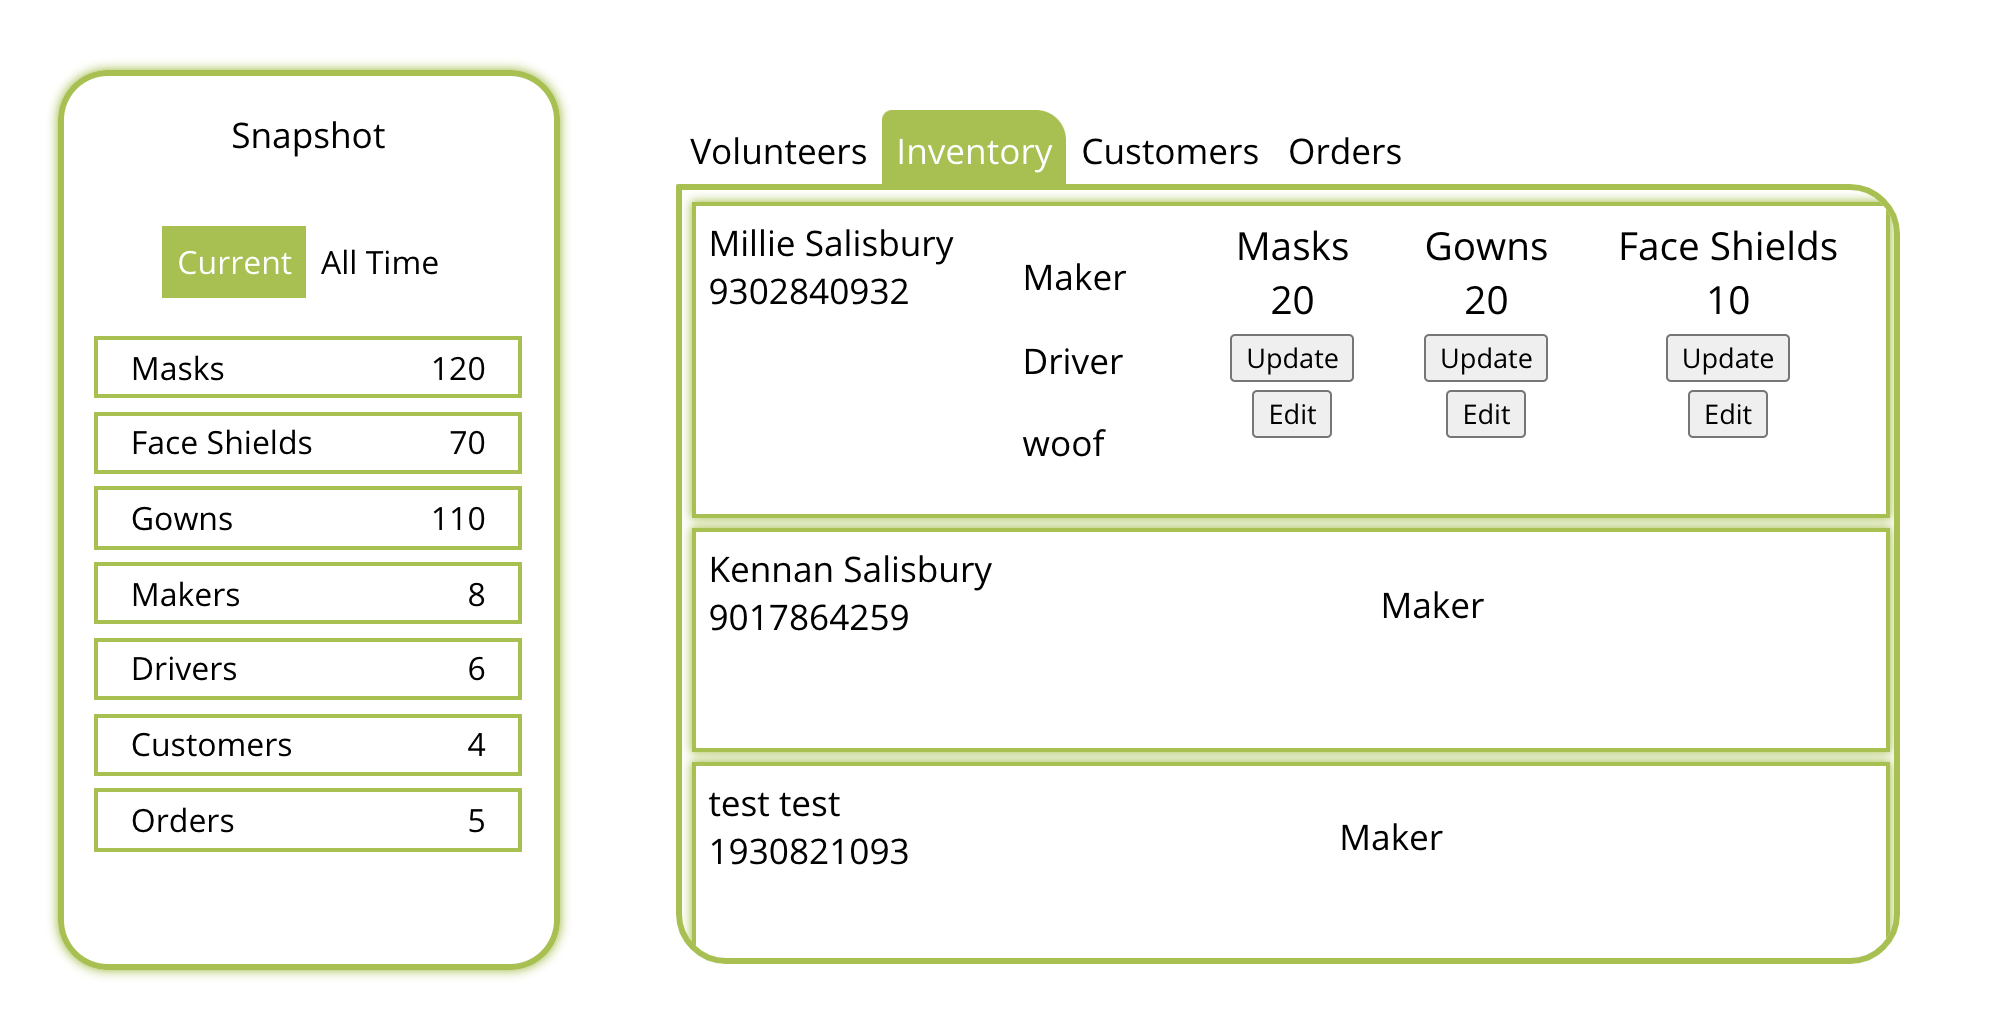 Snapshot
Current All Time
Masks 120
Face Shields 70
Gowns 110
Makers 8
Drivers 6
Customers 4
Orders 5
Volunteers Inventory Customers Orders
Millie Salisbury
9302840932
Maker
Driver
woof
Masks Gowns Face Shields
20 20 10
Update Update Update
Edit Edit Edit
Kennan Salisbury
9017864259
Maker
test test
1930821093
Maker